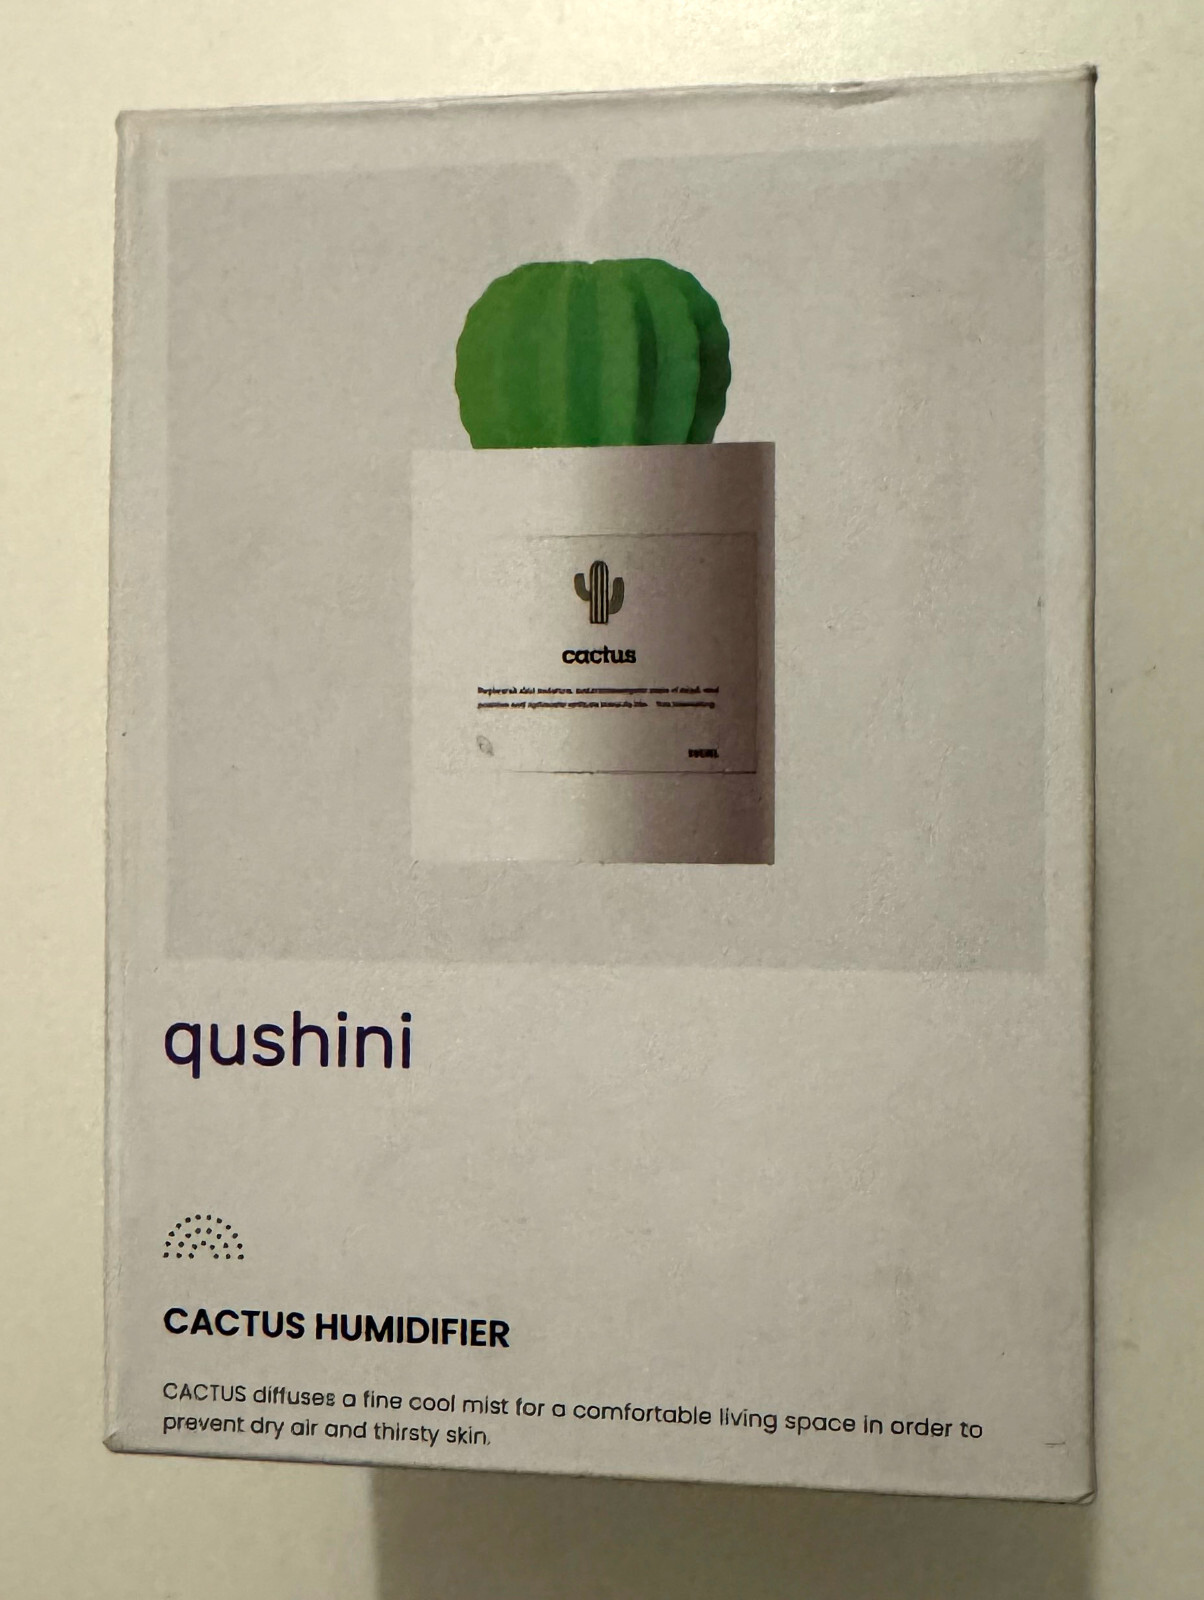 cactus
qushini
CACTUS HUMIDIFIER
CACTUS diffuses a fine cool mist for a comfortable living space in order to
prevent dry air and thirsty skin.